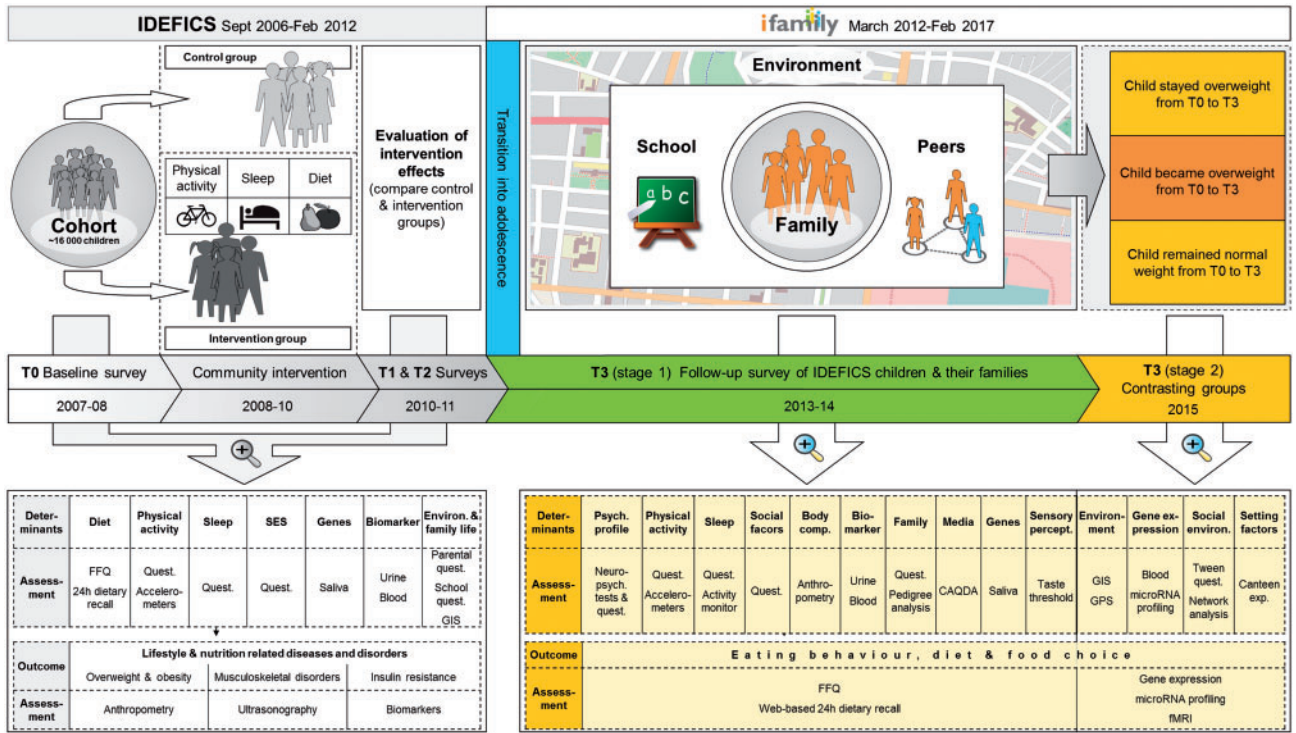 IDEFICS Sept 2006-Feb 2012
ifamily March 2012-Feb 2017
Control group
Cohort
~16 000 children
Physical
activity
Sleep
Diet
Intervention group
Evaluation of
intervention
effects
(compare control
& intervention
groups)
Transition into adolescence
Environment
School
a b c
Family
Peers
Child stayed overweight
from T0 to T3
Child became overweight
from T0 to T3
Child remained normal
weight from T0 to T3
T0 Baseline survey
Community intervention
T1 & T2 Surveys
T3 (stage 1) Follow-up survey of IDEFICS children & their families
T3 (stage 2)
Contrasting groups
2007-08
2008-10
2010-11
2013-14
2015
Deter-
minants
Diet
Physical
activity
Sleep
SES
Genes
Biomarker
Environ. &
family life
Assess-
ment
FFQ
24h dietary
recall
Quest.
Accelero-
meters
Quest.
Quest.
Saliva
Urine
Blood
Parental
quest.
School
quest.
GIS
Outcome
Lifestyle & nutrition related diseases and disorders
Overweight & obesity
Musculoskeletal disorders
Insulin resistance
Assess-
ment
Anthropometry
Ultrasonography
Biomarkers
Deter-
minants
Psych.
profile
Physical
activity
Sleep
Social
facors
Body
comp.
Bio-
marker
Family
Media
Genes
Sensory
percept.
Environ-
ment
Gene ex-
pression
Social
environ.
Setting
factors
Assess-
ment
Neuro-
psych.
tests &
quest.
Quest.
Accelero-
meters
Quest.
Activity
monitor
Quest.
Anthro-
pometry
Urine
Blood
Quest.
Pedigree
analysis
CAQDA
Saliva
Taste
threshold
GIS
GPS
Blood
microRNA
profiling
Tween
quest.
Network
analysis
Canteen
exp.
Outcome
Eating behaviour, diet & food choice
Assess-
ment
FFQ
Web-based 24h dietary recall
Gene expression
microRNA profiling
fMRI